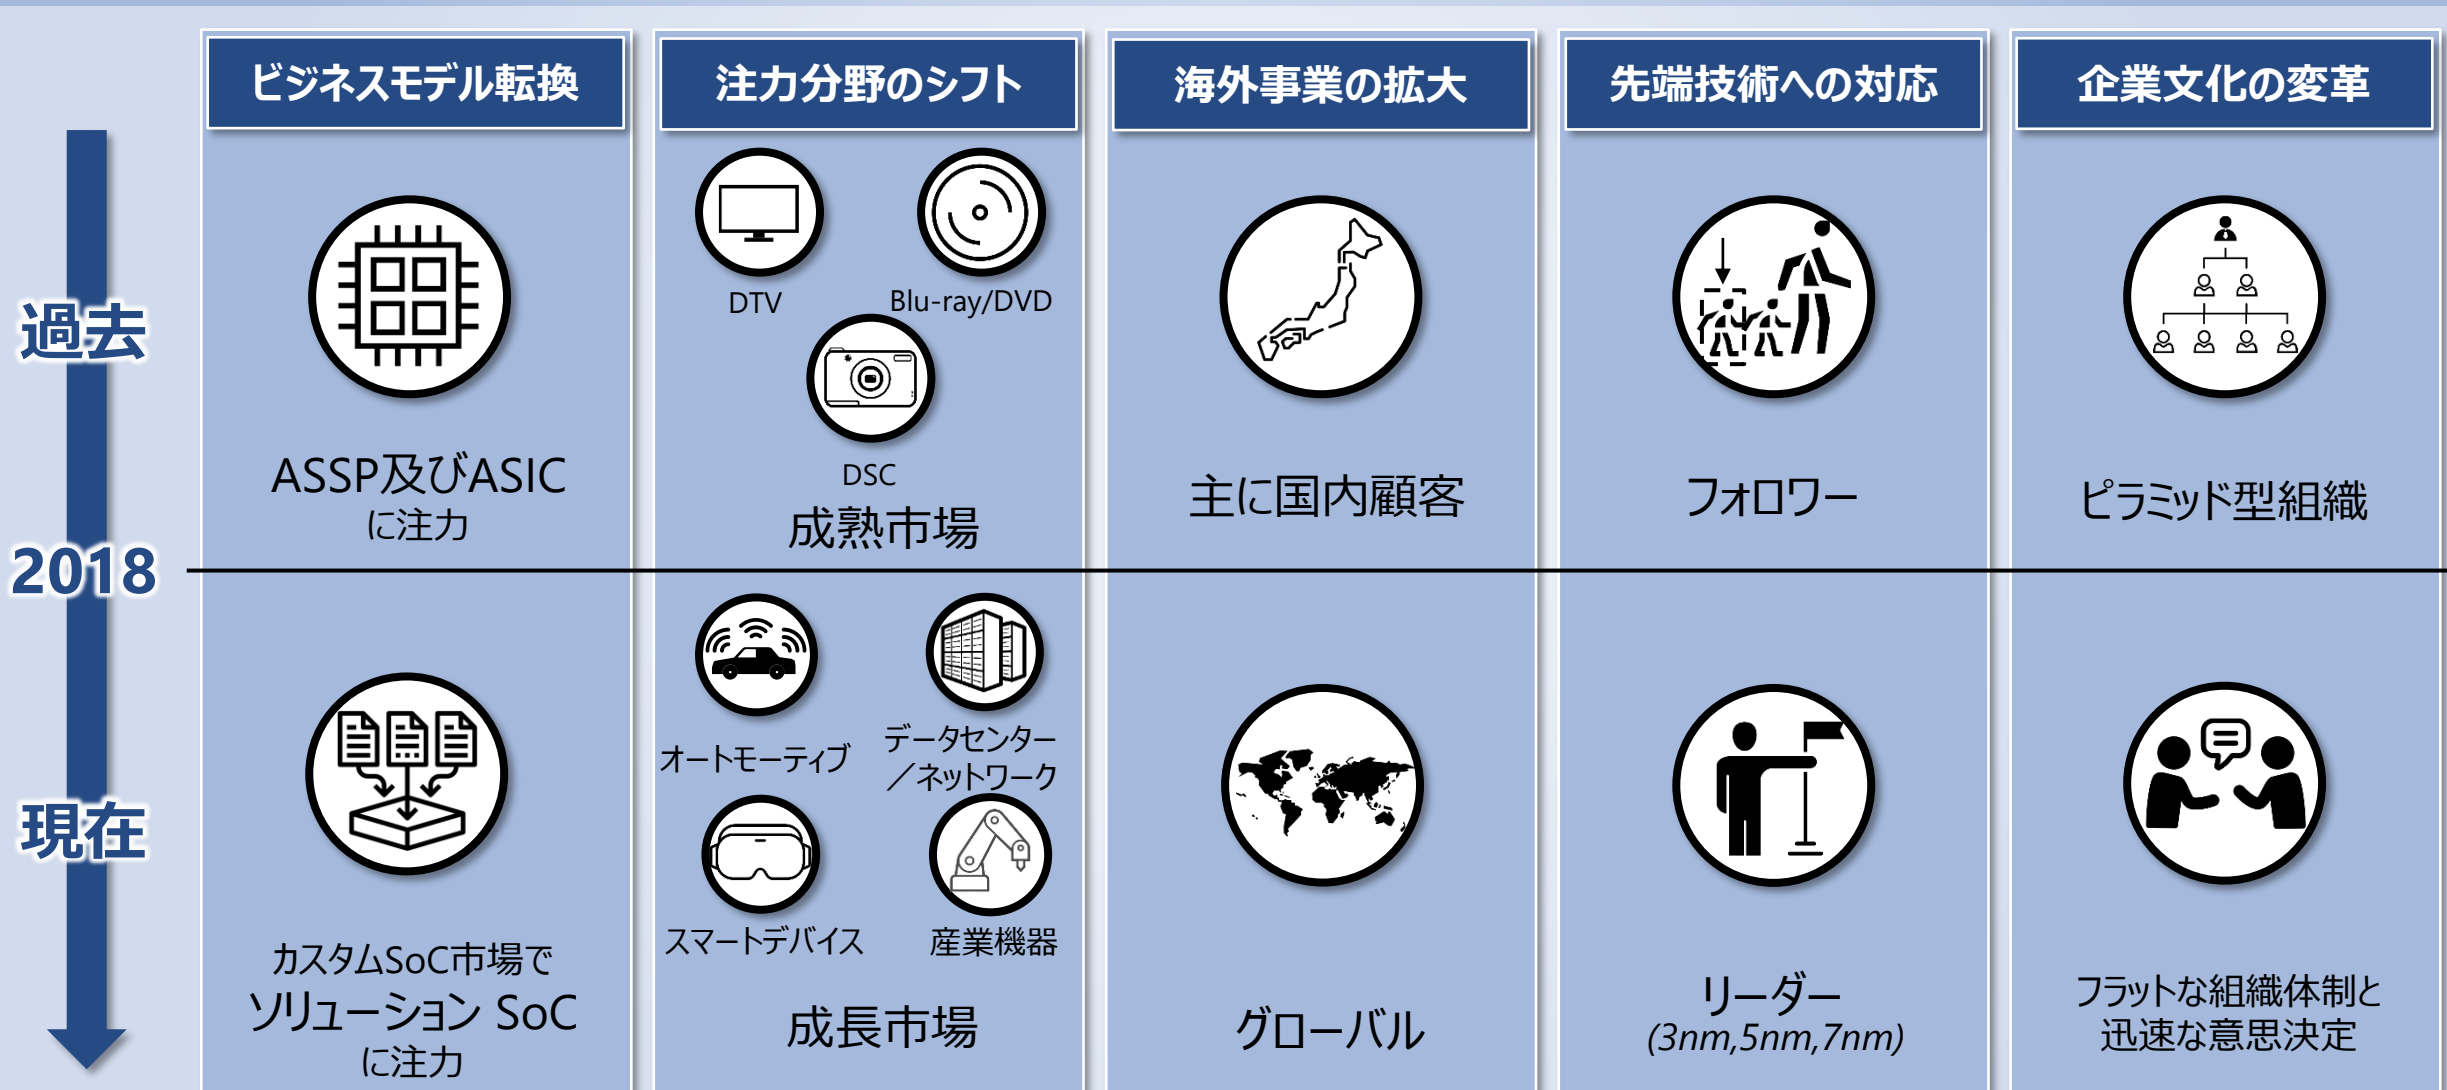 ビジネスモデル転換
注力分野のシフト
海外事業の拡大
先端技術への対応
企業文化の変革
過去
DTV
Blu-ray/DVD
DSC
ASSP及びASIC
に注力
成熟市場
主に国内顧客
フォロワー
ピラミッド型組織
2018
現在
オートモーティブ
データセンター
／ネットワーク
スマートデバイス
産業機器
カスタムSoC市場で
ソリューション SoC
に注力
成長市場
グローバル
リーダー
(3nm,5nm,7nm)
フラットな組織体制と
迅速な意思決定